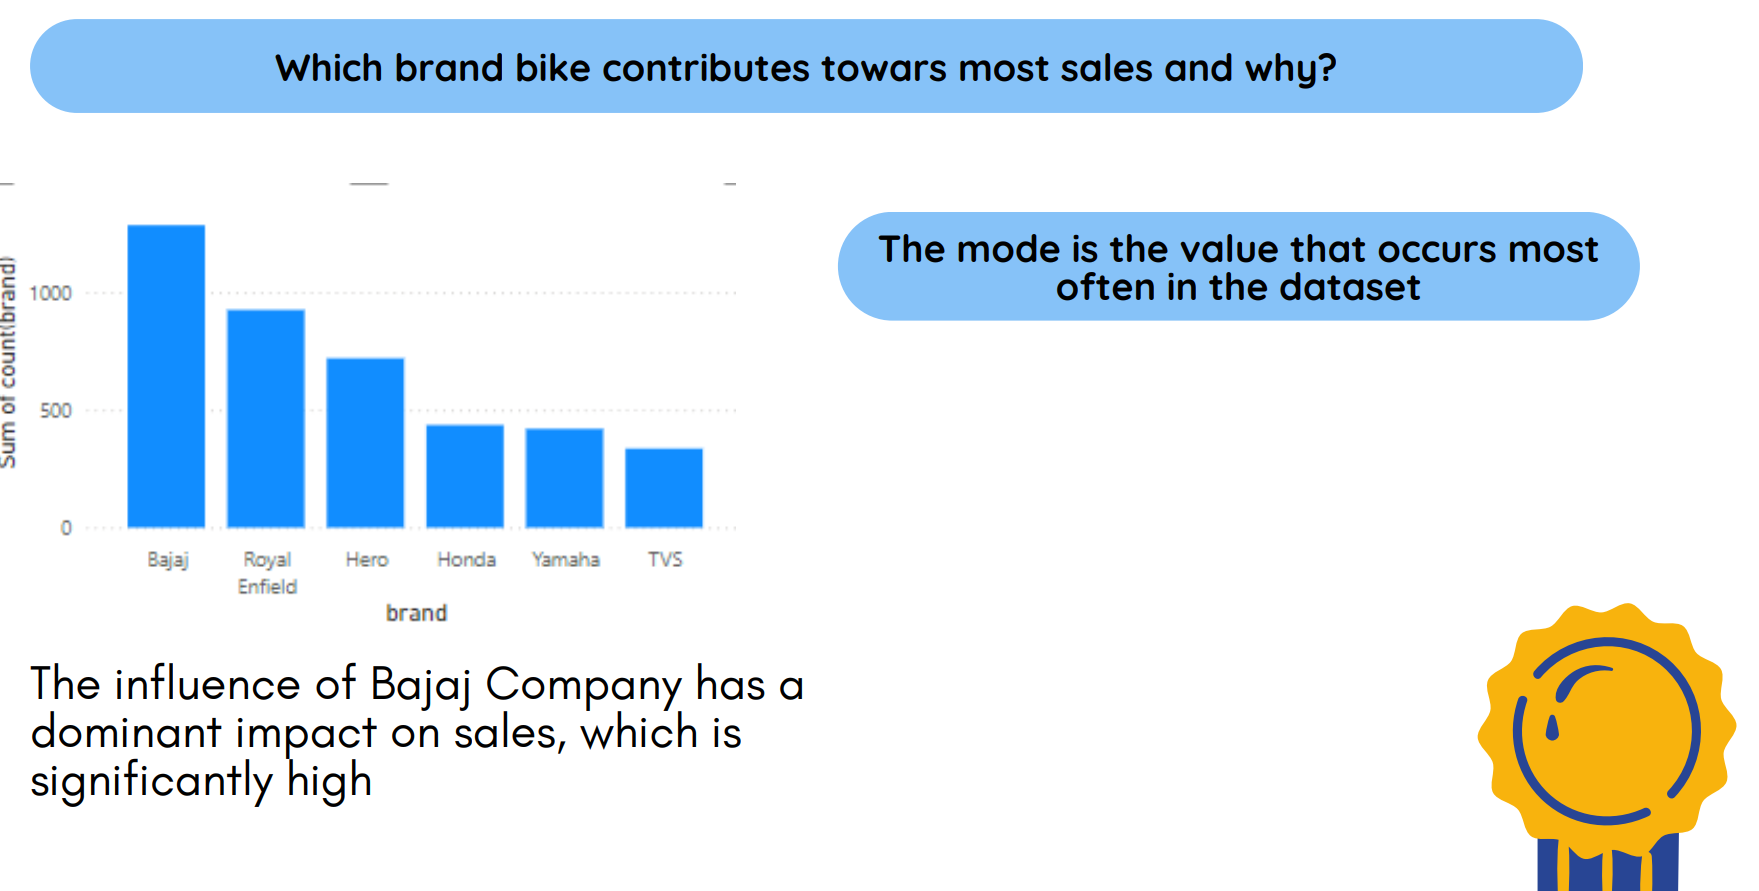 Which brand bike contributes towars most sales and why?
The mode is the value that occurs most
often in the dataset
Sum of count(brand)
1000
500
0
Bajaj
Royal
Enfield
Hero
Honda
Yamaha
TVS
brand
The influence of Bajaj Company has a
dominant impact on sales, which is
significantly high